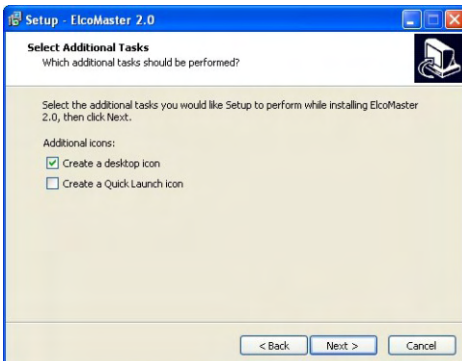 Setup - ElcoMaster 2.0
Select Additional Tasks
Which additional tasks should be performed?
Select the additional tasks you would like Setup to perform while installing ElcoMaster
2.0, then click Next.
Additional icons:
Create a desktop icon
Create a Quick Launch icon
< Back Next > Cancel